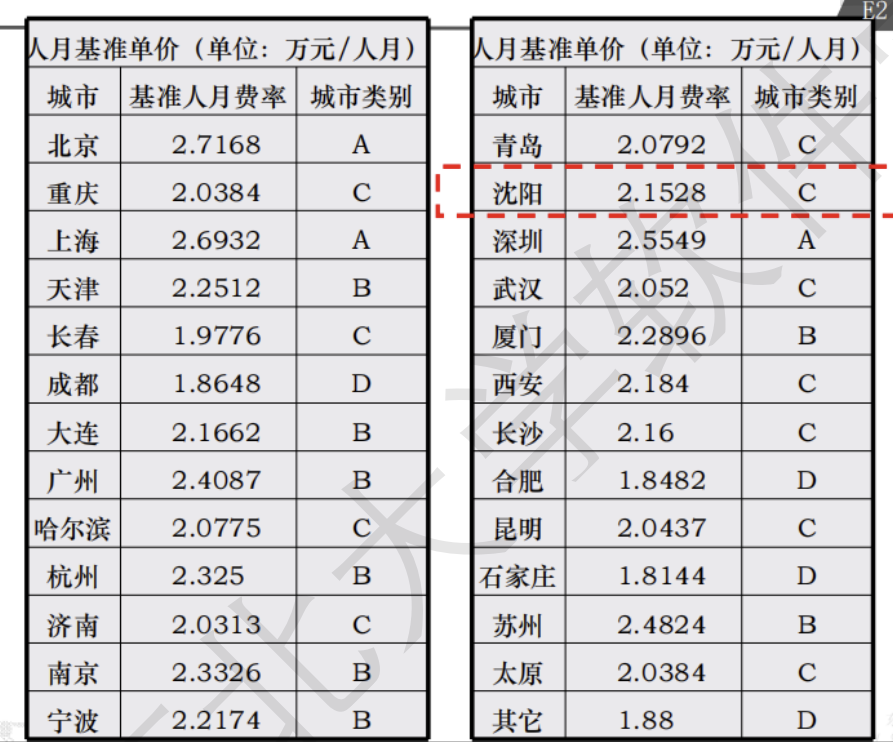 E2
人月基准单价（单位：万元/人月）
城市 基准人月费率 城市类别
北京 2.7168 A
重庆 2.0384 C
上海 2.6932 A
天津 2.2512 B
长春 1.9776 C
成都 1.8648 D
大连 2.1662 B
广州 2.4087 B
哈尔滨 2.0775 C
杭州 2.325 B
济南 2.0313 C
南京 2.3326 B
宁波 2.2174 B
人月基准单价（单位：万元/人月）
城市 基准人月费率 城市类别
青岛 2.0792 C
沈阳 2.1528 C
深圳 2.5549 A
武汉 2.052 C
厦门 2.2896 B
西安 2.184 C
长沙 2.16 C
合肥 1.8482 D
昆明 2.0437 C
石家庄 1.8144 D
苏州 2.4824 B
太原 2.0384 C
其它 1.88 D
北大学软件